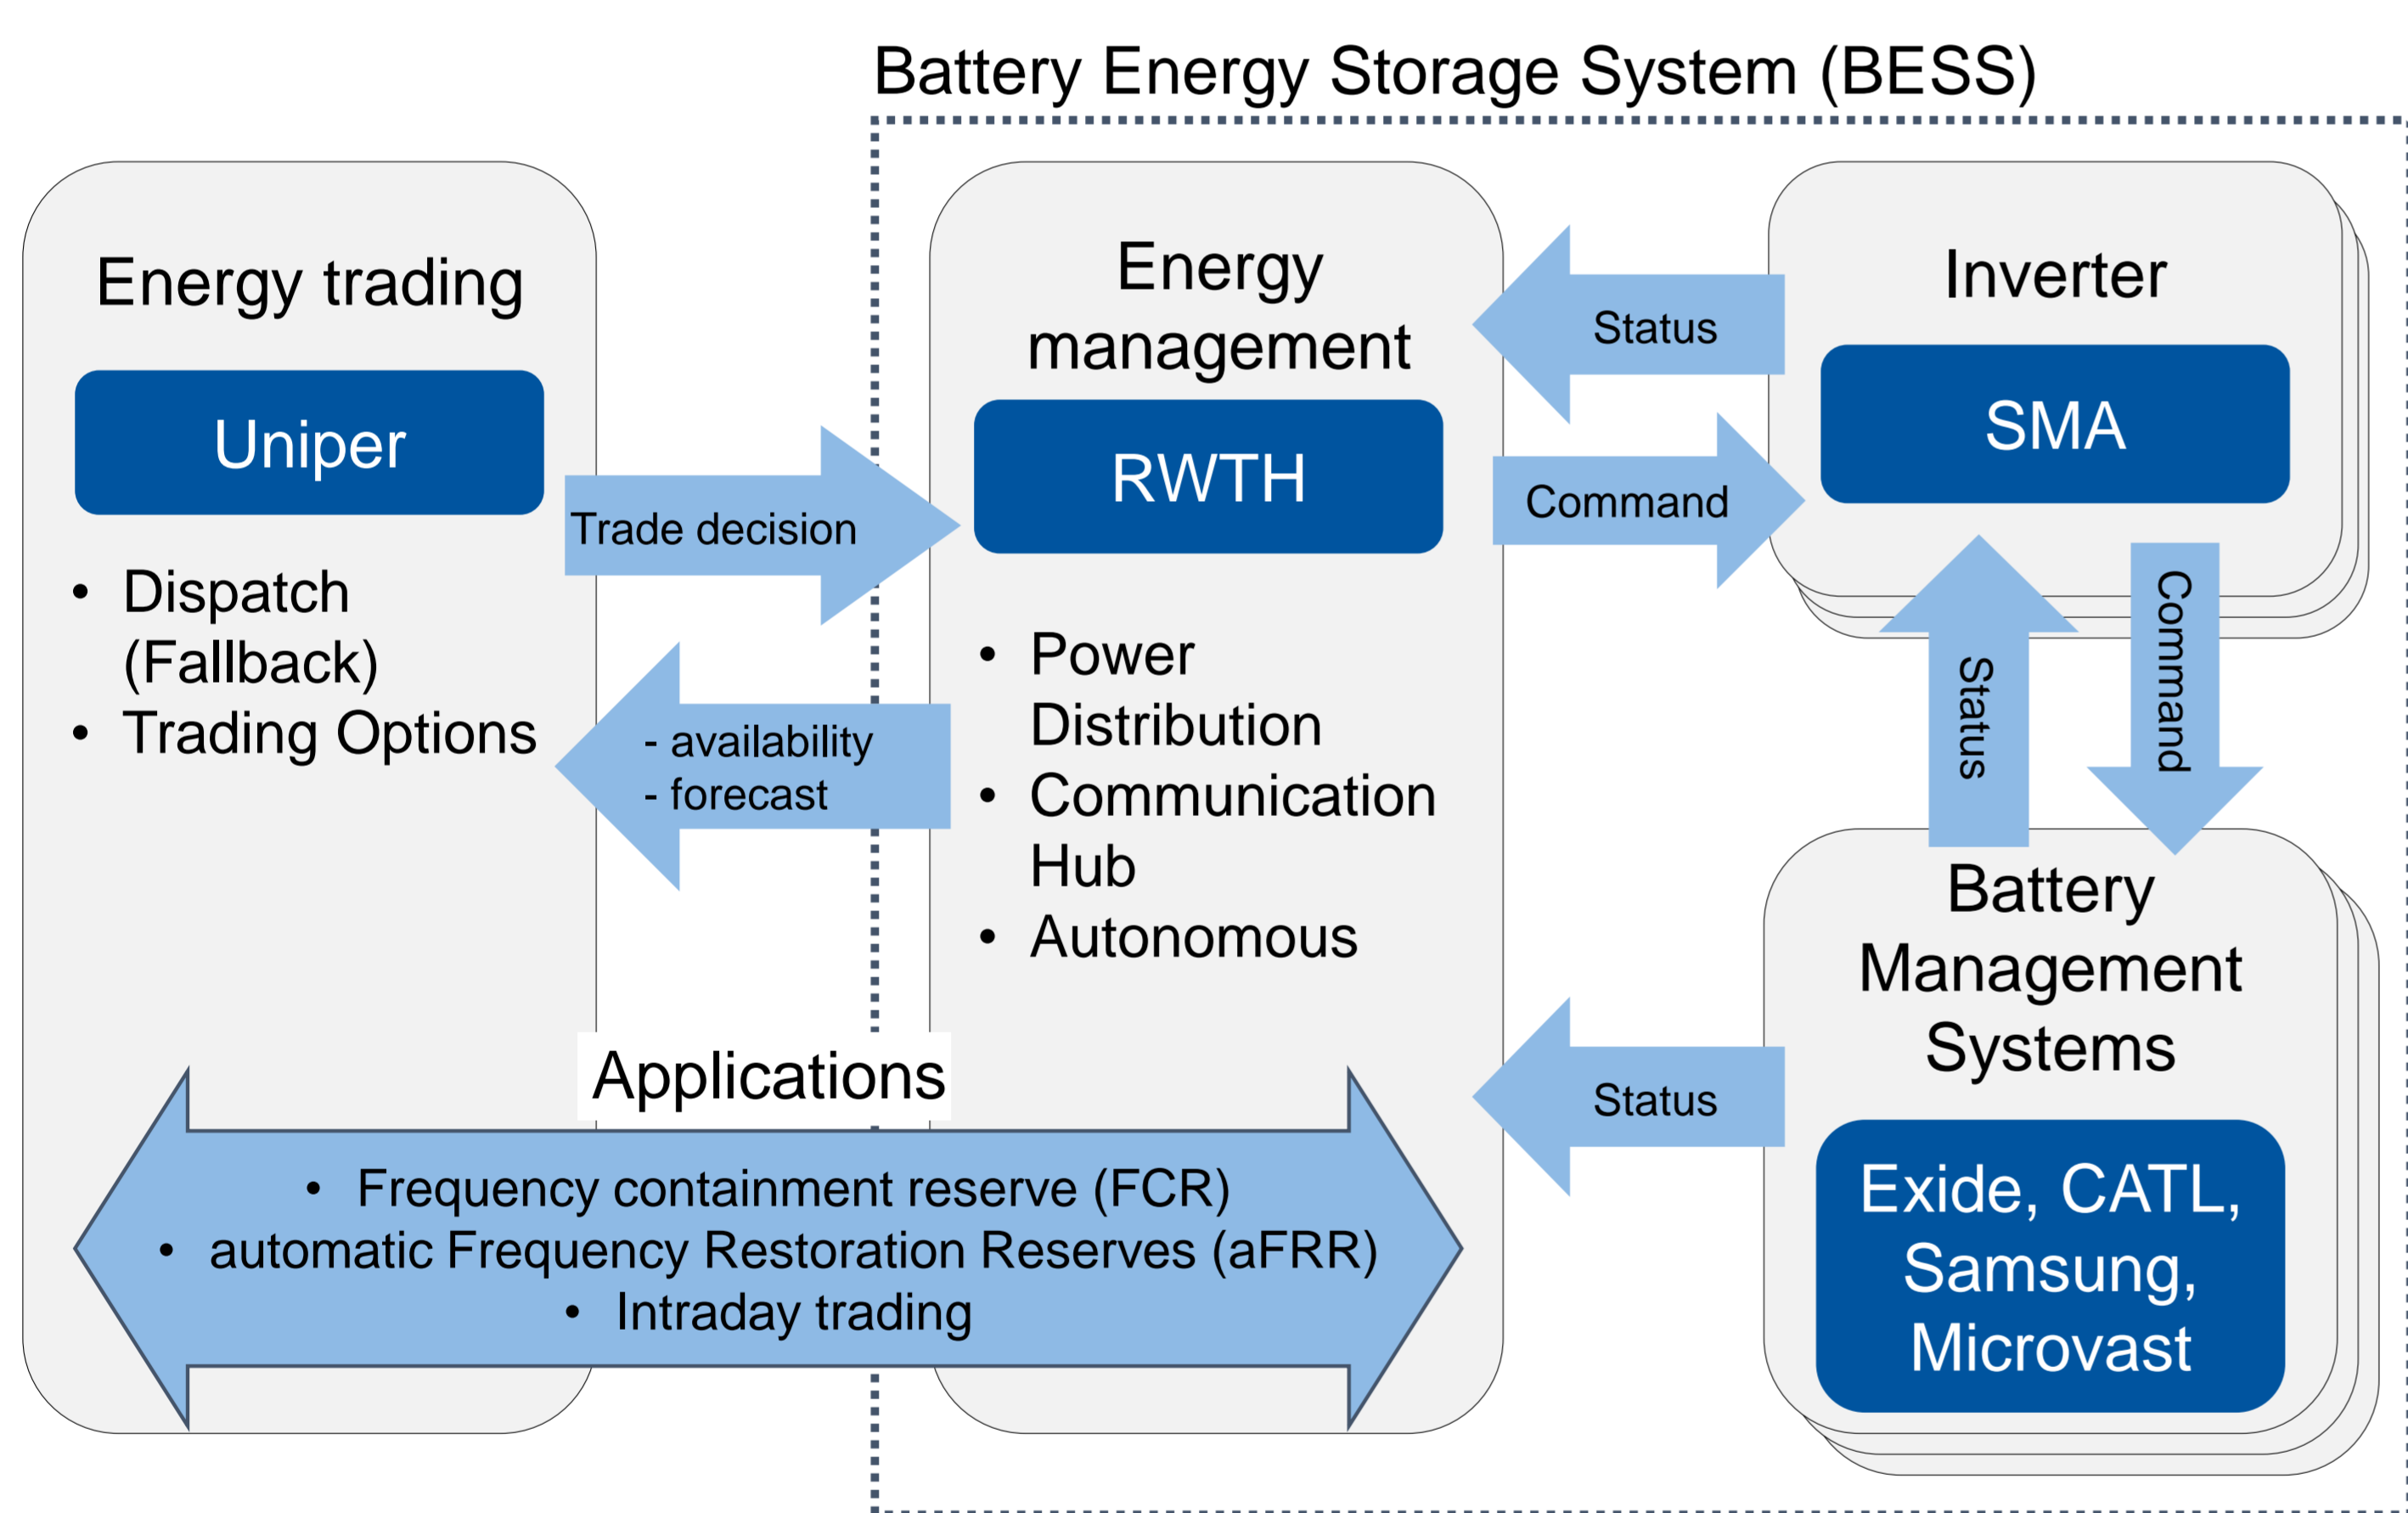 Battery Energy Storage System (BESS)
Energy trading
Uniper
• Dispatch
(Fallback)
• Trading Options
Trade decision
- availability
- forecast
Energy
management
RWTH
• Power
Distribution
• Communication
Hub
• Autonomous
Status
Command
Inverter
SMA
Status
Command
Battery
Management
Systems
Exide, CATL,
Samsung,
Microvast
Status
Applications
• Frequency containment reserve (FCR)
• automatic Frequency Restoration Reserves (aFRR)
• Intraday trading